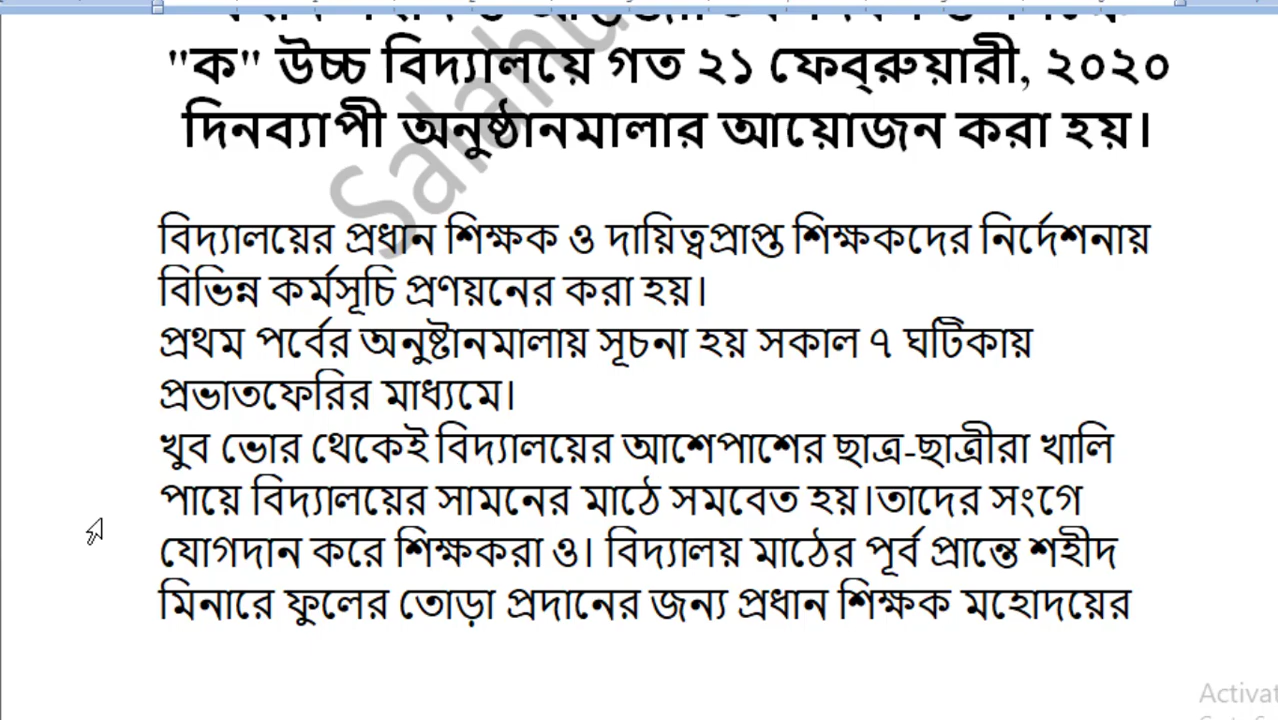 "ক" উচ্চ বিদ্যালয়ে গত ২১ ফেব্‌রুয়ারী, ২০২০
দিনব্যাপী অনুষ্ঠানমালার আয়োজন করা হয়।
বিদ্যালয়ের প্রধান শিক্ষক ও দায়িত্বপ্রাপ্ত শিক্ষকদের নির্দেশনায়
বিভিন্ন কর্মসূচি প্রণয়নের করা হয়।
প্রথম পর্বের অনুষ্টানমালায় সূচনা হয় সকাল ৭ ঘটিকায়
প্রভাতফেরির মাধ্যমে।
খুব ভোর থেকেই বিদ্যালয়ের আশেপাশের ছাত্র-ছাত্রীরা খালি
পায়ে বিদ্যালয়ের সামনের মাঠে সমবেত হয়।তাদের সংগে
যোগদান করে শিক্ষকরা ও। বিদ্যালয় মাঠের পূর্ব প্রান্তে শহীদ
মিনারে ফুলের তোড়া প্রদানের জন্য প্রধান শিক্ষক মহোদয়ের
Salahu
Activat